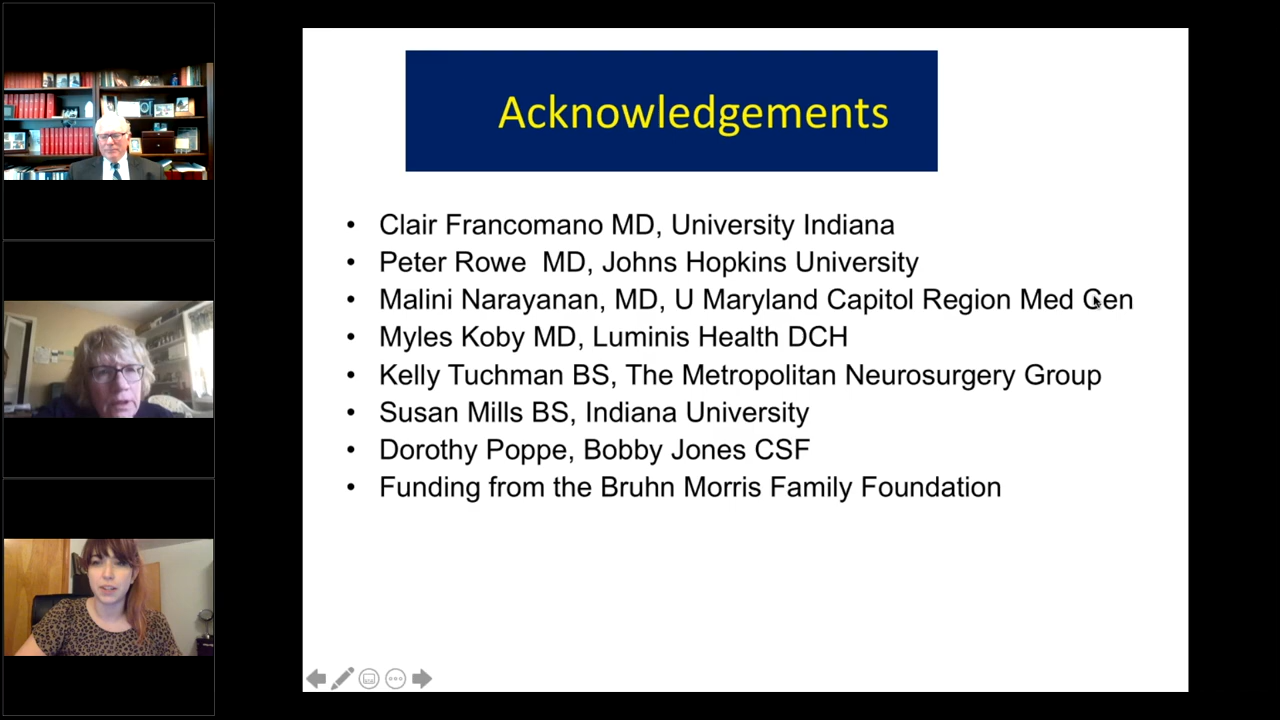 Acknowledgements
• Clair Francomano MD, University Indiana
• Peter Rowe  MD, Johns Hopkins University
• Malini Narayanan, MD, U Maryland Capitol Region Med Cen
• Myles Koby MD, Luminis Health DCH
• Kelly Tuchman BS, The Metropolitan Neurosurgery Group
• Susan Mills BS, Indiana University
• Dorothy Poppe, Bobby Jones CSF
• Funding from the Bruhn Morris Family Foundation